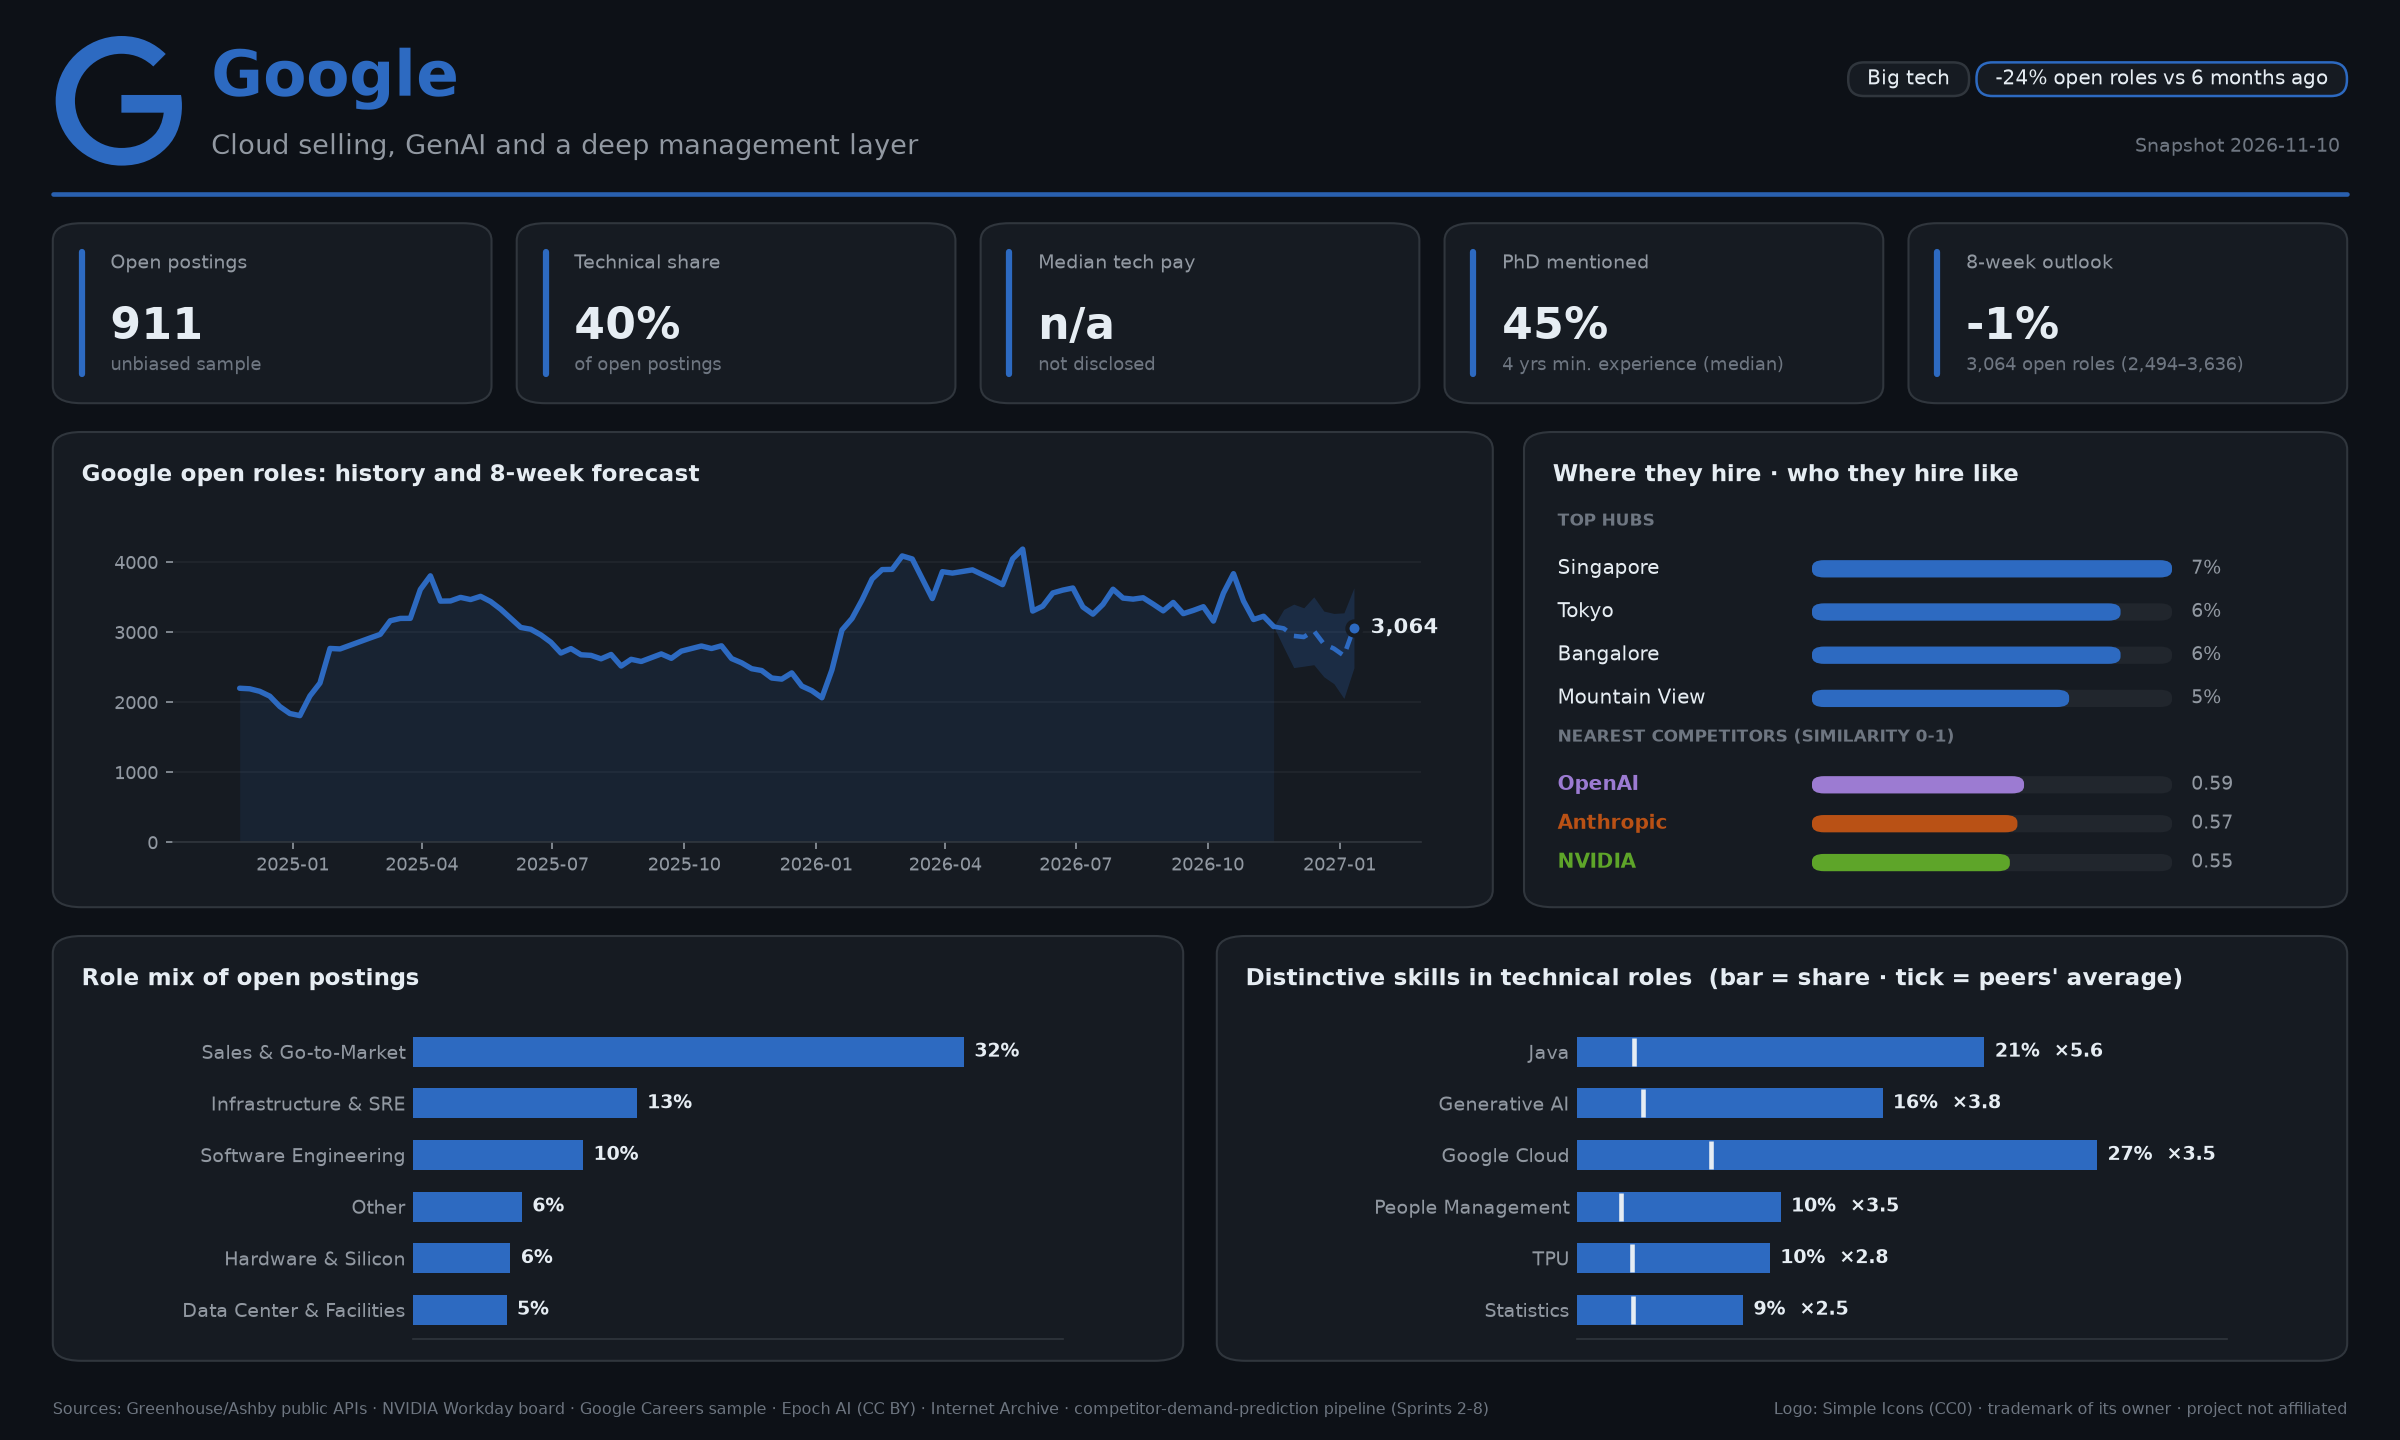 Google
Cloud selling, GenAI and a deep management layer
Big tech
-24% open roles vs 6 months ago
Snapshot 2026-11-10
Open postings
911
unbiased sample
Technical share
40%
of open postings
Median tech pay
n/a
not disclosed
PhD mentioned
45%
4 yrs min. experience (median)
8-week outlook
-1%
3,064 open roles (2,494–3,636)
Google open roles: history and 8-week forecast
4000
3000
2000
1000
0
3,064
2025-01 2025-04 2025-07 2025-10 2026-01 2026-04 2026-07 2026-10 2027-01
Where they hire · who they hire like
TOP HUBS
Singapore 7%
Tokyo 6%
Bangalore 6%
Mountain View 5%
NEAREST COMPETITORS (SIMILARITY 0-1)
OpenAI 0.59
Anthropic 0.57
NVIDIA 0.55
Role mix of open postings
Sales & Go-to-Market 32%
Infrastructure & SRE 13%
Software Engineering 10%
Other 6%
Hardware & Silicon 6%
Data Center & Facilities 5%
Distinctive skills in technical roles (bar = share · tick = peers' average)
Java 21% ×5.6
Generative AI 16% ×3.8
Google Cloud 27% ×3.5
People Management 10% ×3.5
TPU 10% ×2.8
Statistics 9% ×2.5
Sources: Greenhouse/Ashby public APIs · NVIDIA Workday board · Google Careers sample · Epoch AI (CC BY) · Internet Archive · competitor-demand-prediction pipeline (Sprints 2-8)
Logo: Simple Icons (CC0) · trademark of its owner · project not affiliated